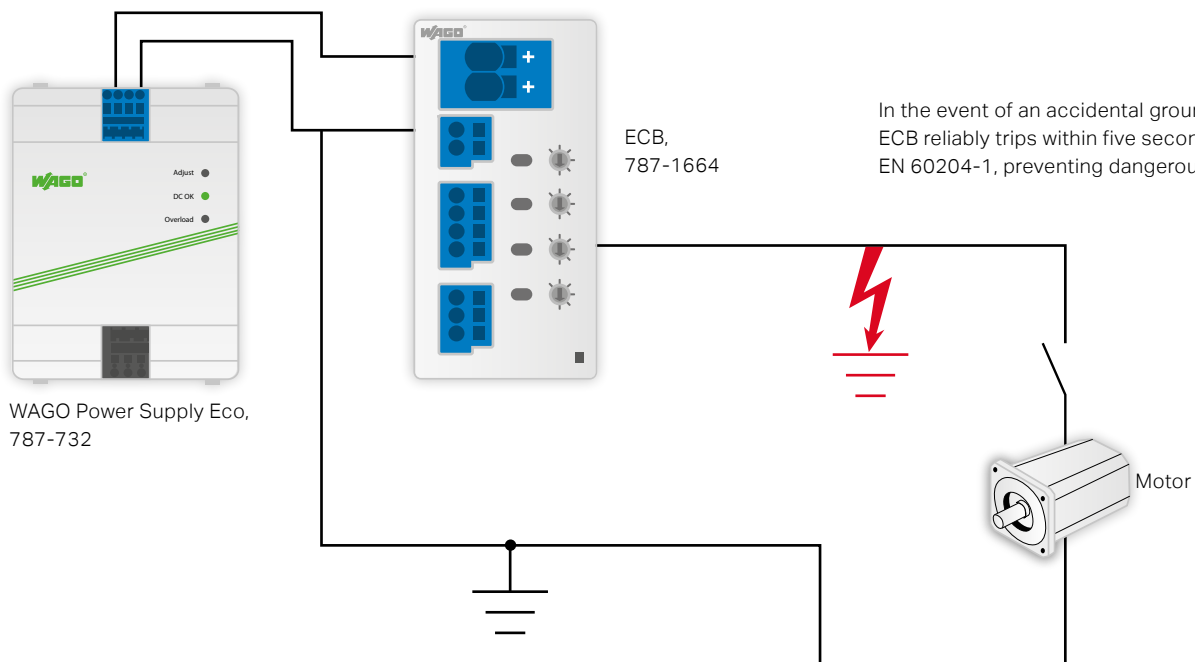 WAGO
+
+
ECB,
787-1664
In the event of an accidental
ECB reliably trips within five
EN 60204-1, preventing
WAGO
Adjust
DC OK
Overload
WAGO Power Supply Eco,
787-732
Motor